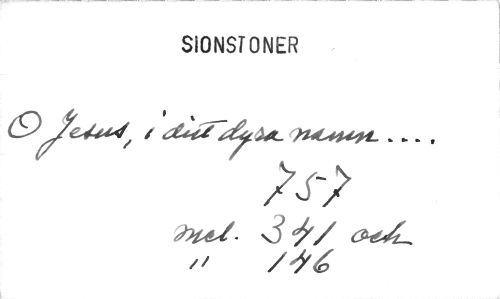 SIONSTONER
O Jesus, i ditt dyra namn....
757
mel. 341 och
" 146